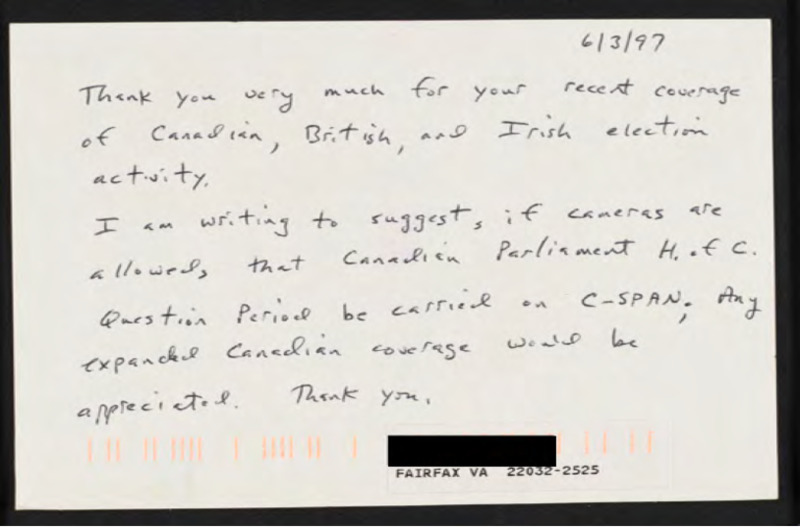 6/3/97
Thank you very much for your recent coverage
of Canadian, British, and Irish election
activity.
I am writing to suggest, if cameras are
allowed, that Canadian Parliament H. of C.
Question Period be carried on C-SPAN. Any
expanded Canadian coverage would be
appreciated. Thank you.
FAIRFAX VA 22032-2525